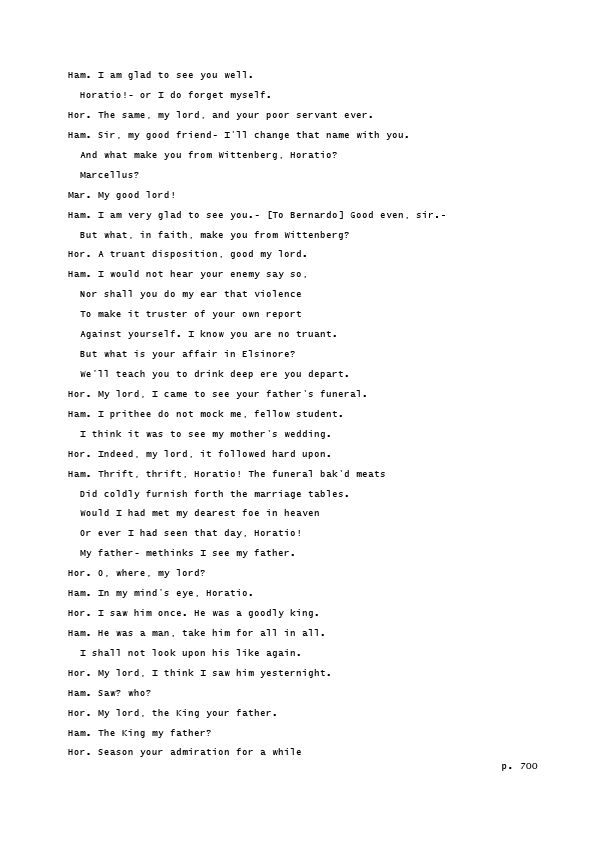 Ham. I am glad to see you well.
Horatio!- or I do forget myself.
Hor. The same, my lord, and your poor servant ever.
Ham. Sir, my good friend- I'll change that name with you.
And what make you from Wittenberg, Horatio?
Marcellus?
Mar. My good lord!
Ham. I am very glad to see you.- [To Bernardo] Good even, sir.-
But what, in faith, make you from Wittenberg?
Hor. A truant disposition, good my lord.
Ham. I would not hear your enemy say so,
Nor shall you do my ear that violence
To make it truster of your own report
Against yourself. I know you are no truant.
But what is your affair in Elsinore?
We'll teach you to drink deep ere you depart.
Hor. My lord, I came to see your father's funeral.
Ham. I prithee do not mock me, fellow student.
I think it was to see my mother's wedding.
Hor. Indeed, my lord, it followed hard upon.
Ham. Thrift, thrift, Horatio! The funeral bak'd meats
Did coldly furnish forth the marriage tables.
Would I had met my dearest foe in heaven
Or ever I had seen that day, Horatio!
My father- methinks I see my father.
Hor. O, where, my lord?
Ham. In my mind's eye, Horatio.
Hor. I saw him once. He was a goodly king.
Ham. He was a man, take him for all in all.
I shall not look upon his like again.
Hor. My lord, I think I saw him yesternight.
Ham. Saw? who?
Hor. My lord, the King your father.
Ham. The King my father?
Hor. Season your admiration for a while
p. 700